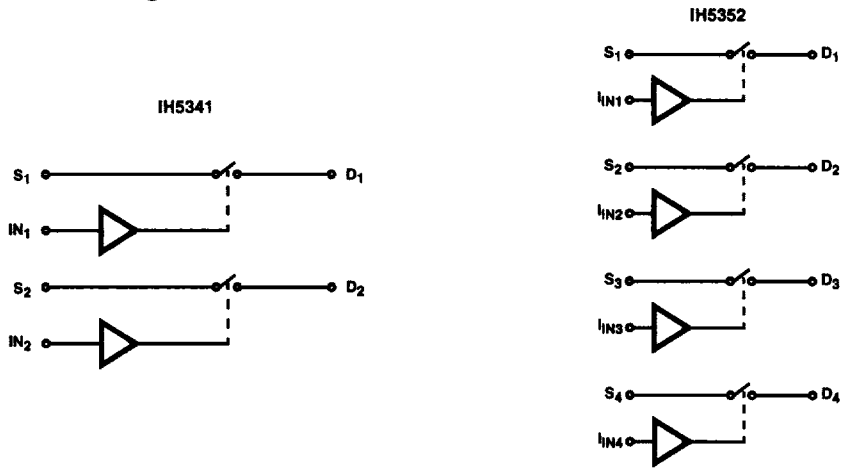 IH5341
S1
D1
IN1
S2
D2
IN2
IH5352
S1
D1
IIN1
S2
D2
IIN2
S3
D3
IIN3
S4
D4
IIN4